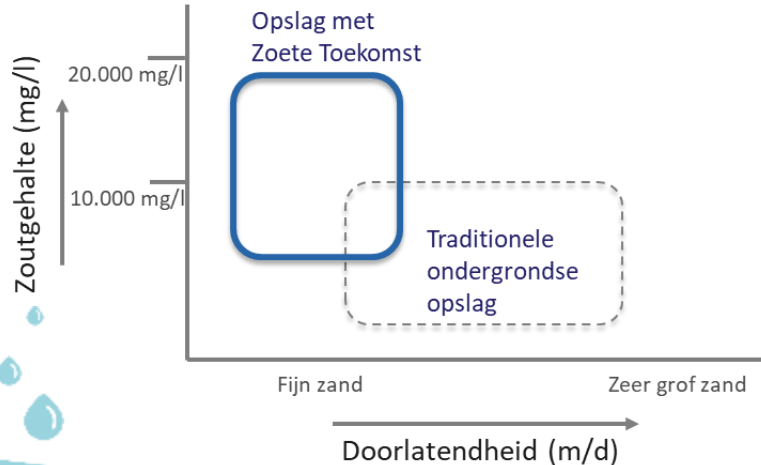 Opslag met
Zoete Toekomst
20.000 mg/l
10.000 mg/l
Zoutgehalte (mg/l)
Traditionele
ondergrondse
opslag
Fijn zand
Zeer grof zand
Doorlatendheid (m/d)